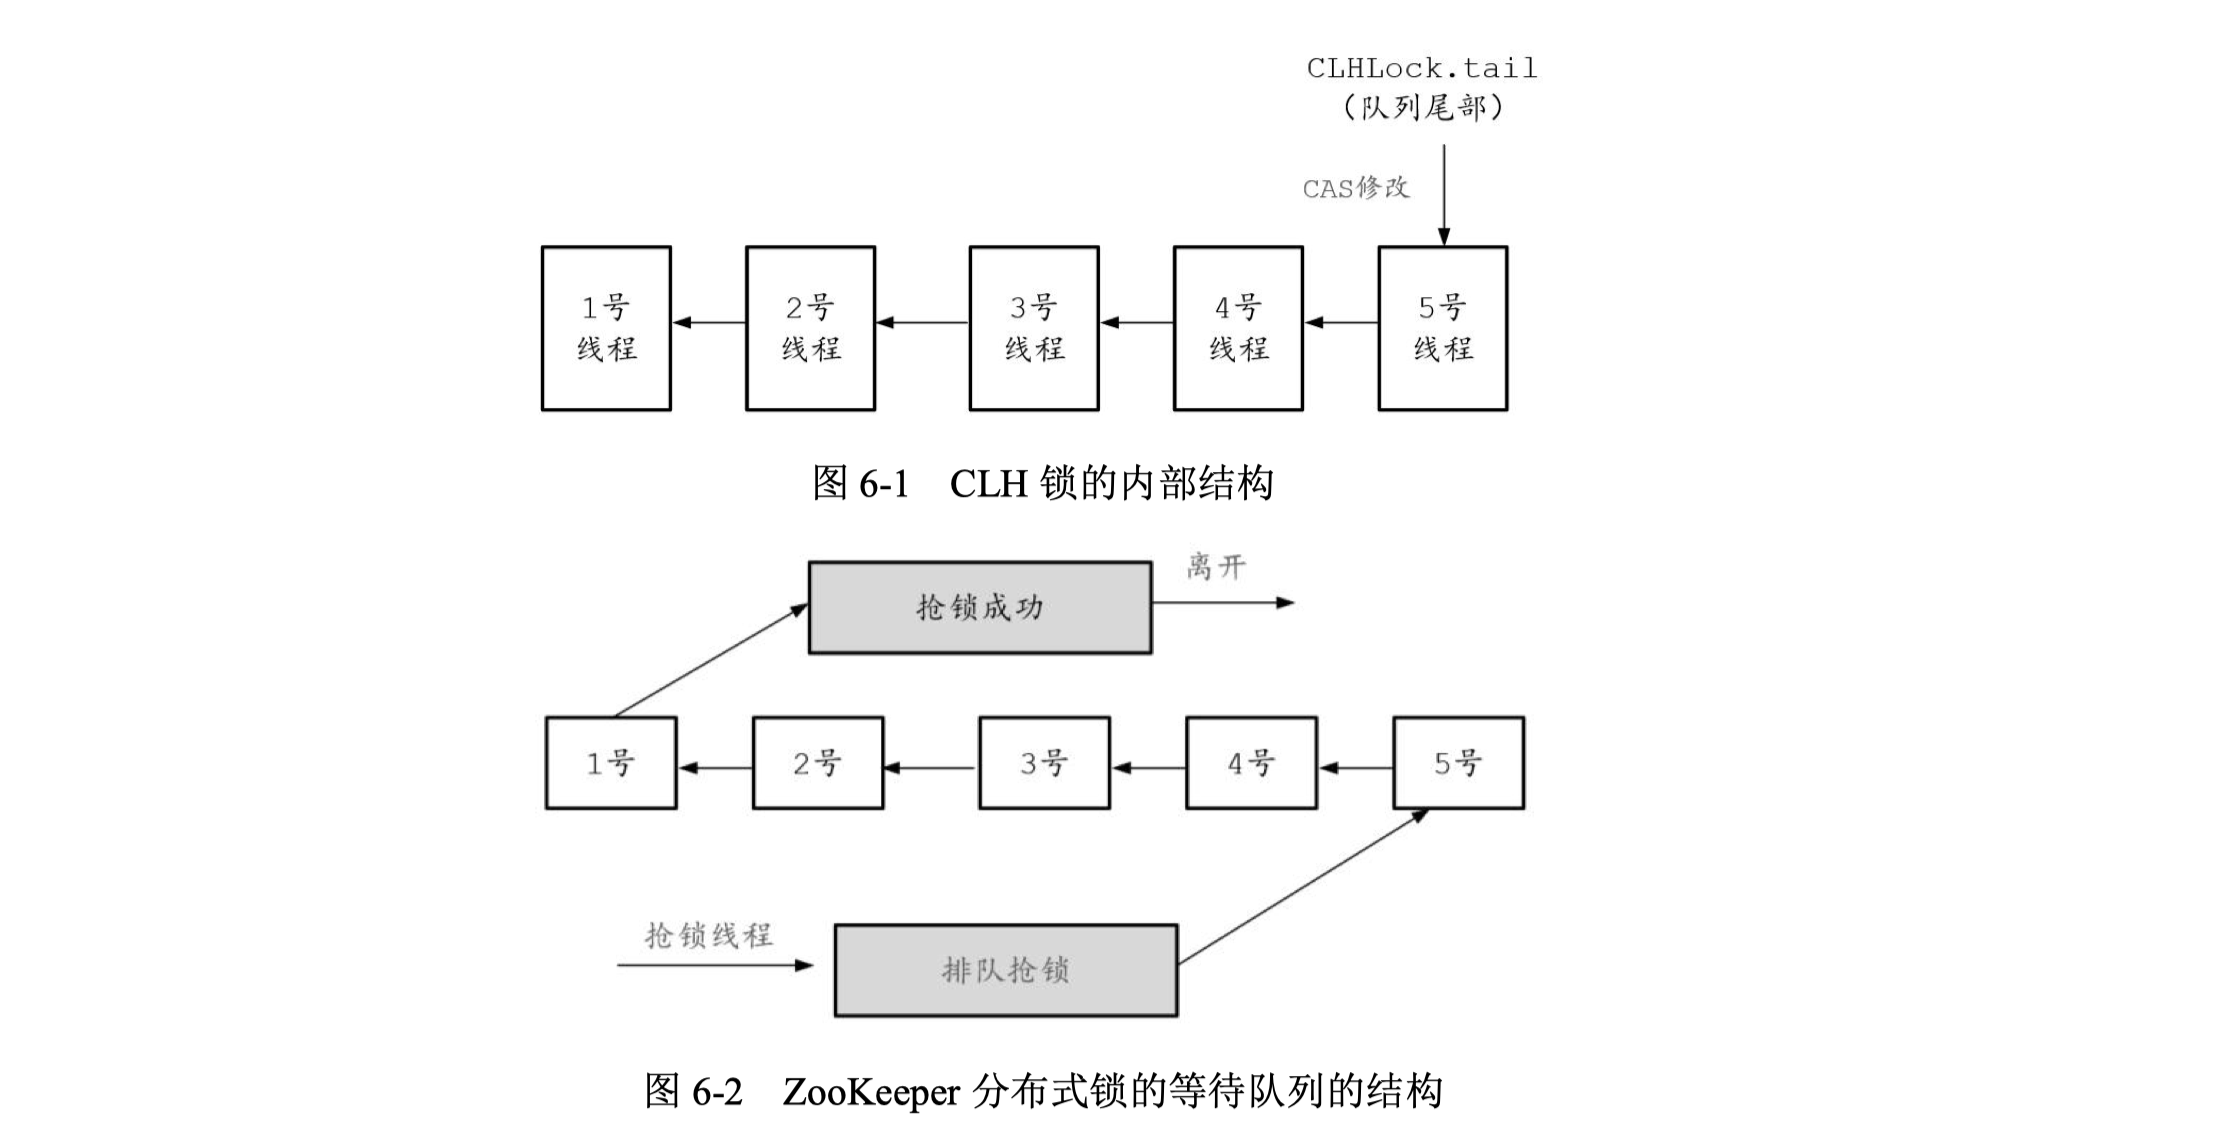 CLHLock.tail
（队列尾部）
CAS修改
1号
线程
2号
线程
3号
线程
4号
线程
5号
线程
图 6-1 CLH 锁的内部结构
离开
抢锁成功
1号
2号
3号
4号
5号
抢锁线程
排队抢锁
图 6-2 ZooKeeper 分布式锁的等待队列的结构